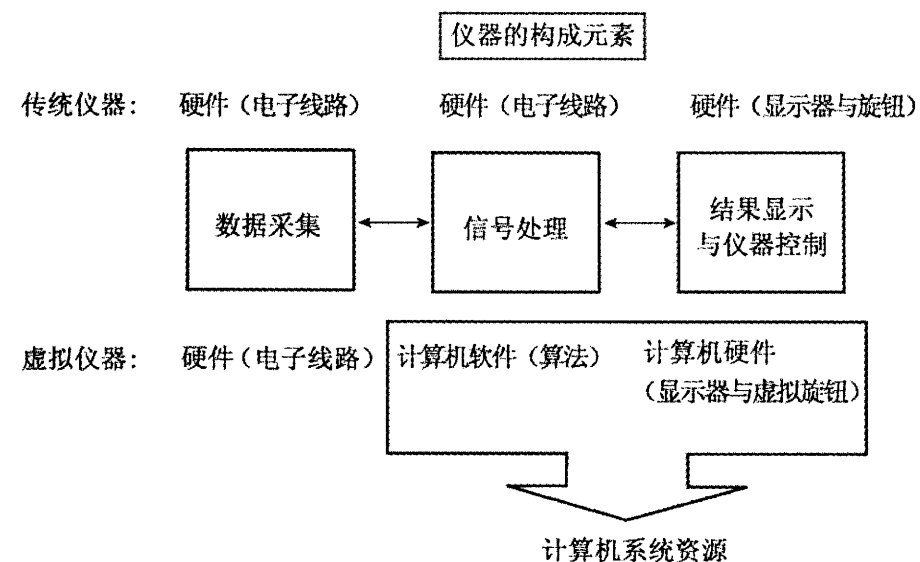 仪器的构成元素
传统仪器: 硬件(电子线路) 硬件(电子线路) 硬件(显示器与旋钮)
数据采集
信号处理
结果显示
与仪器控制
虚拟仪器: 硬件(电子线路) 计算机软件(算法) 计算机硬件
(显示器与虚拟旋钮)
计算机系统资源